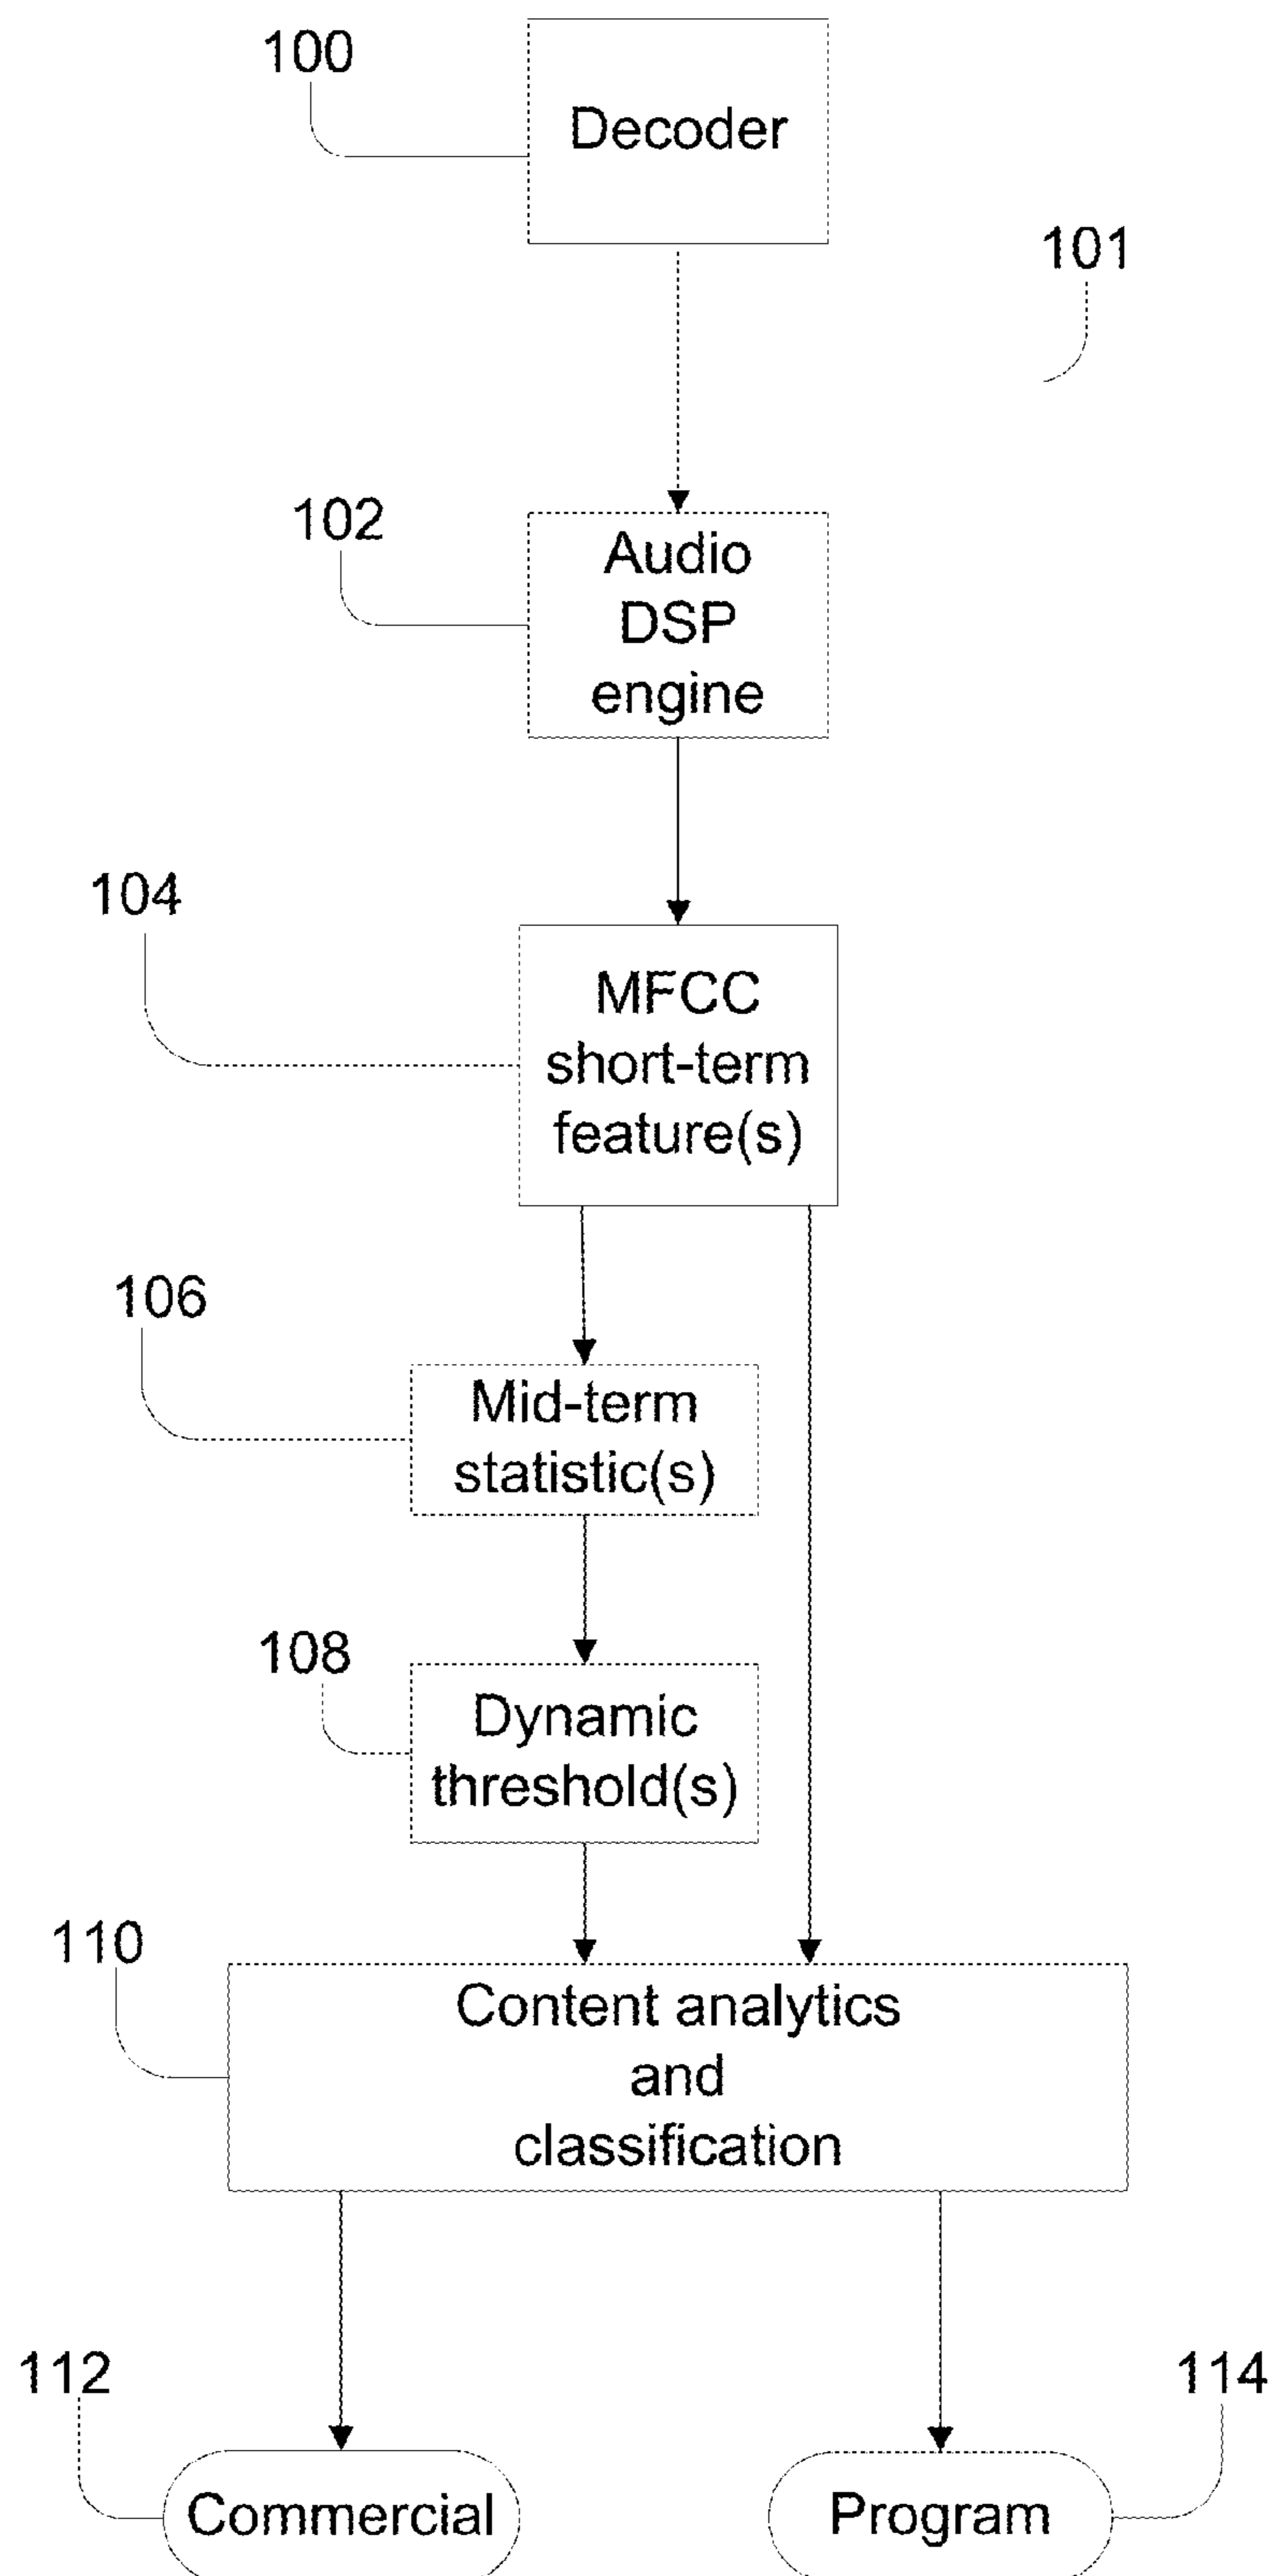 100
Decoder
101
102
Audio
DSP
engine
104
MFCC
short-term
feature(s)
106
Mid-term
statistic(s)
108
Dynamic
threshold(s)
110
Content analytics
and
classification
112
114
Commercial
Program